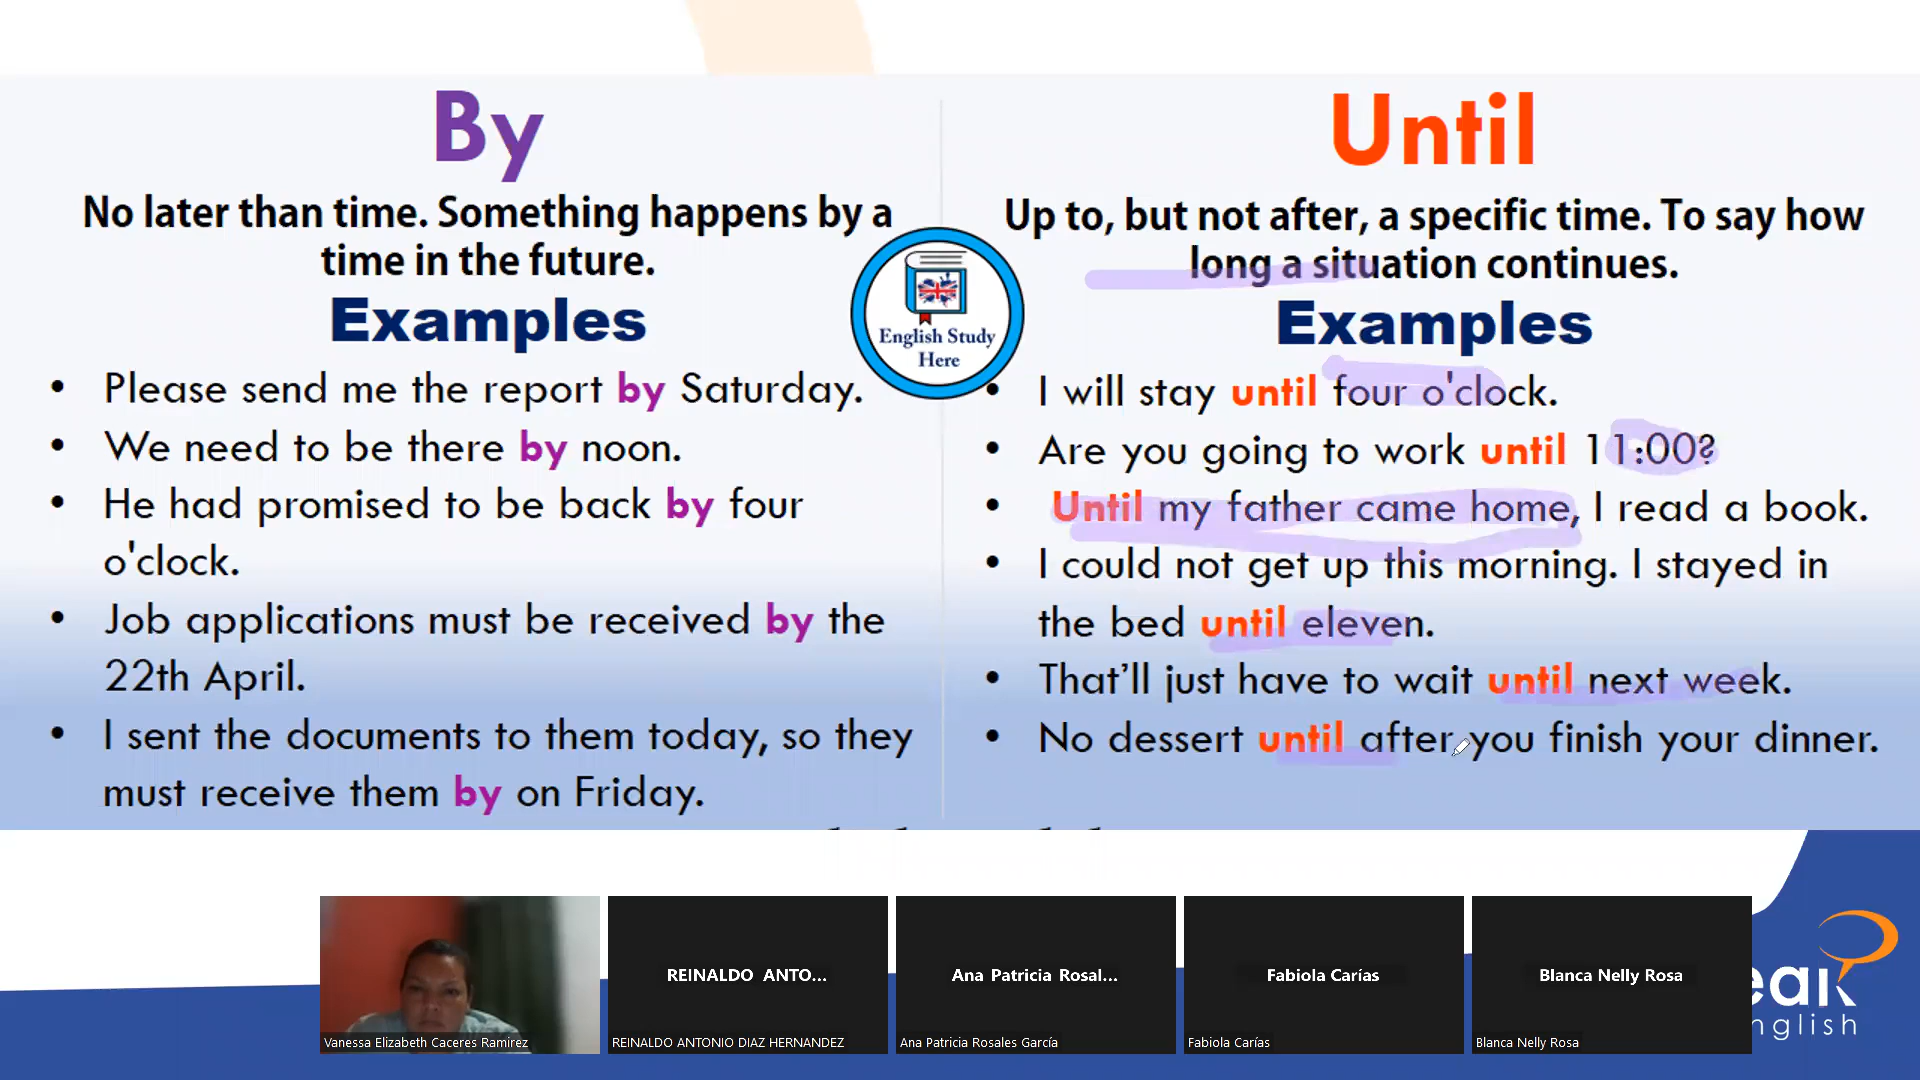 By
No later than time. Something happens by a
time in the future.
Examples
• Please send me the report by Saturday.
• We need to be there by noon.
• He had promised to be back by four
o'clock.
• Job applications must be received by the
22th April.
• I sent the documents to them today, so they
must receive them by on Friday.
English Study
Here
Until
Up to, but not after, a specific time. To say how
long a situation continues.
Examples
• I will stay until four o'clock.
• Are you going to work until 11:00?
• Until my father came home, I read a book.
• I could not get up this morning. I stayed in
the bed until eleven.
• That'll just have to wait until next week.
• No dessert until after you finish your dinner.
Vanessa Elizabeth Caceres Ramirez
REINALDO ANTO...
REINALDO ANTONIO DIAZ HERNANDEZ
Ana Patricia Rosal...
Ana Patricia Rosales García
Fabiola Carías
Fabiola Carías
Blanca Nelly Rosa
Blanca Nelly Rosa
eak
nglish